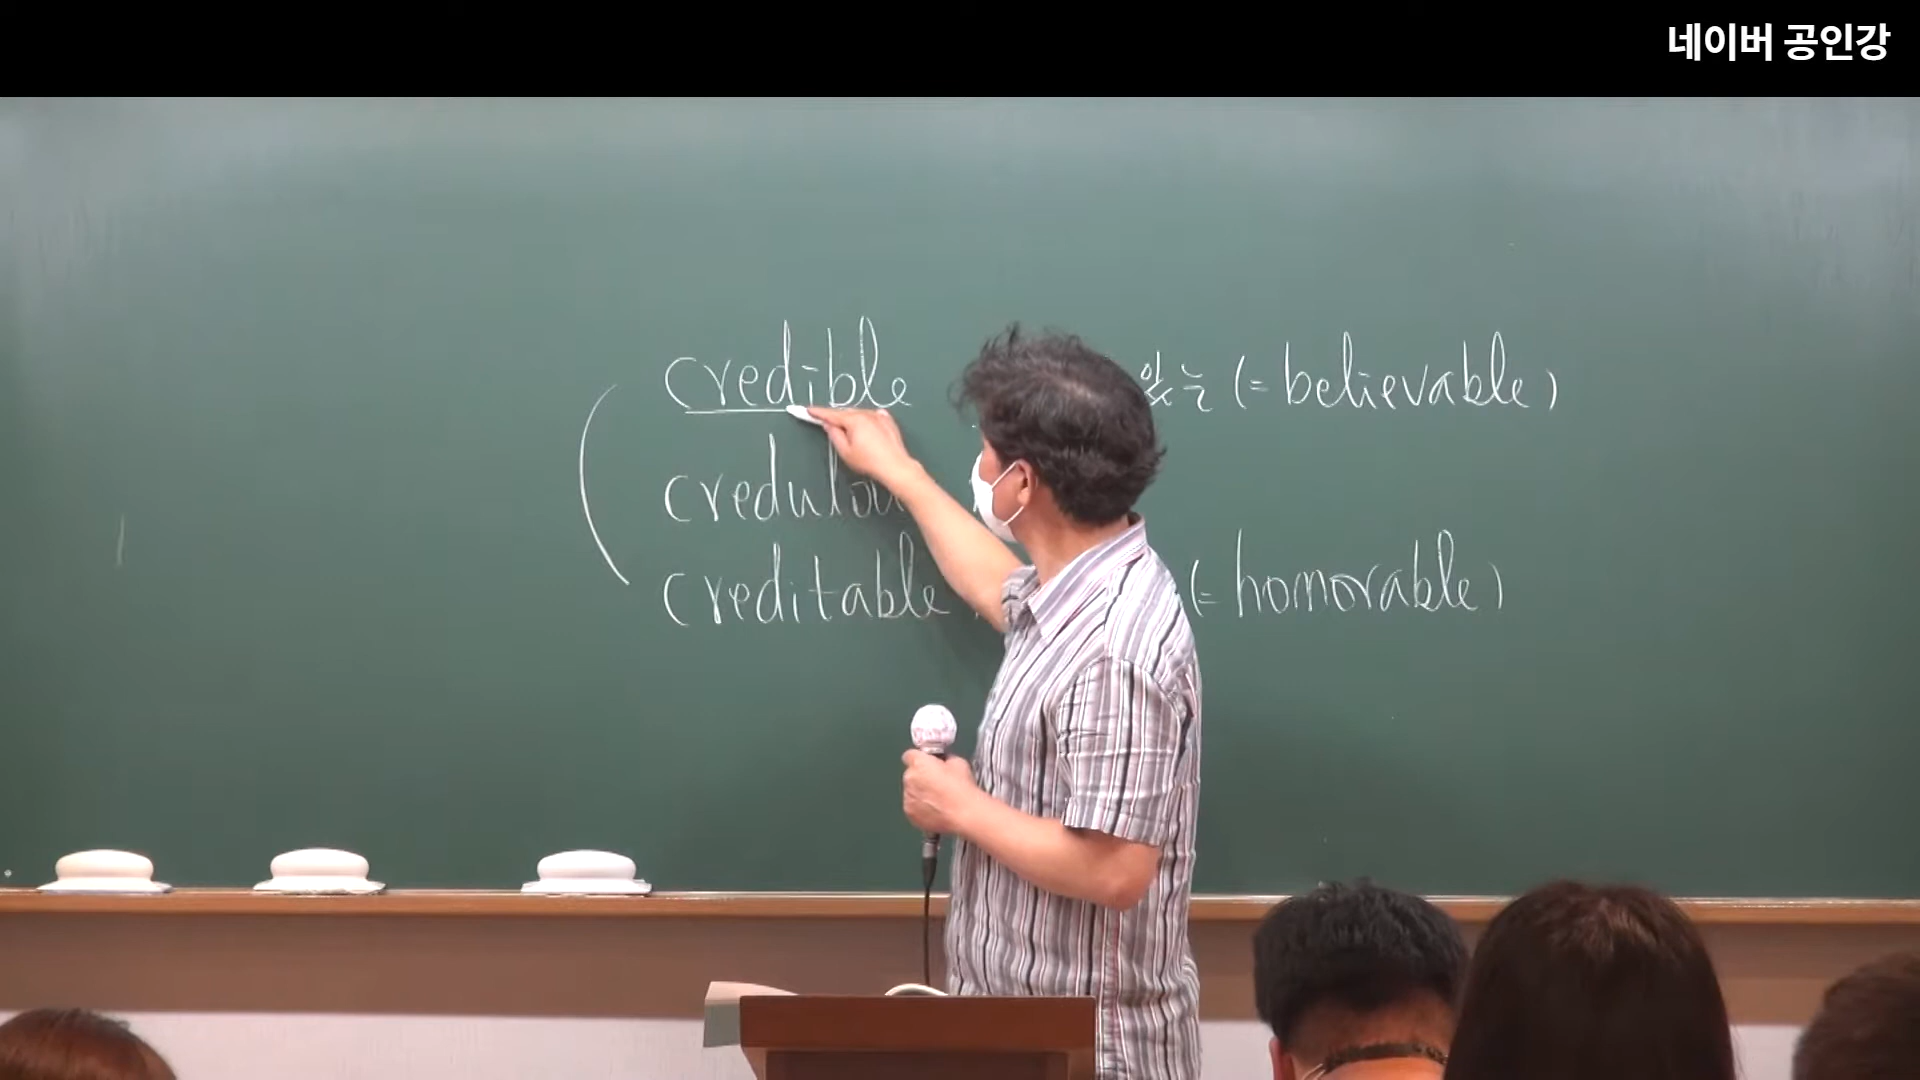 네이버 공인강
credible 있는 (= believable)
credulou
creditable (= honorable)